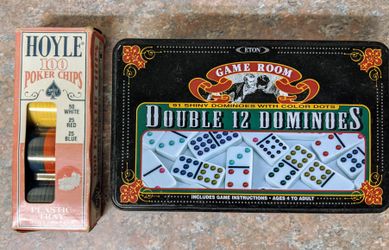 HOYLE
100
POKER CHIPS
50
WHITE
25
RED
25
BLUE
PLASTIC
TRAY
ETON
GAME ROOM
91 SHINY DOMINOES WITH COLOR DOTS
DOUBLE 12 DOMINOES
INCLUDES GAME INSTRUCTIONS • AGES 4 TO ADULT